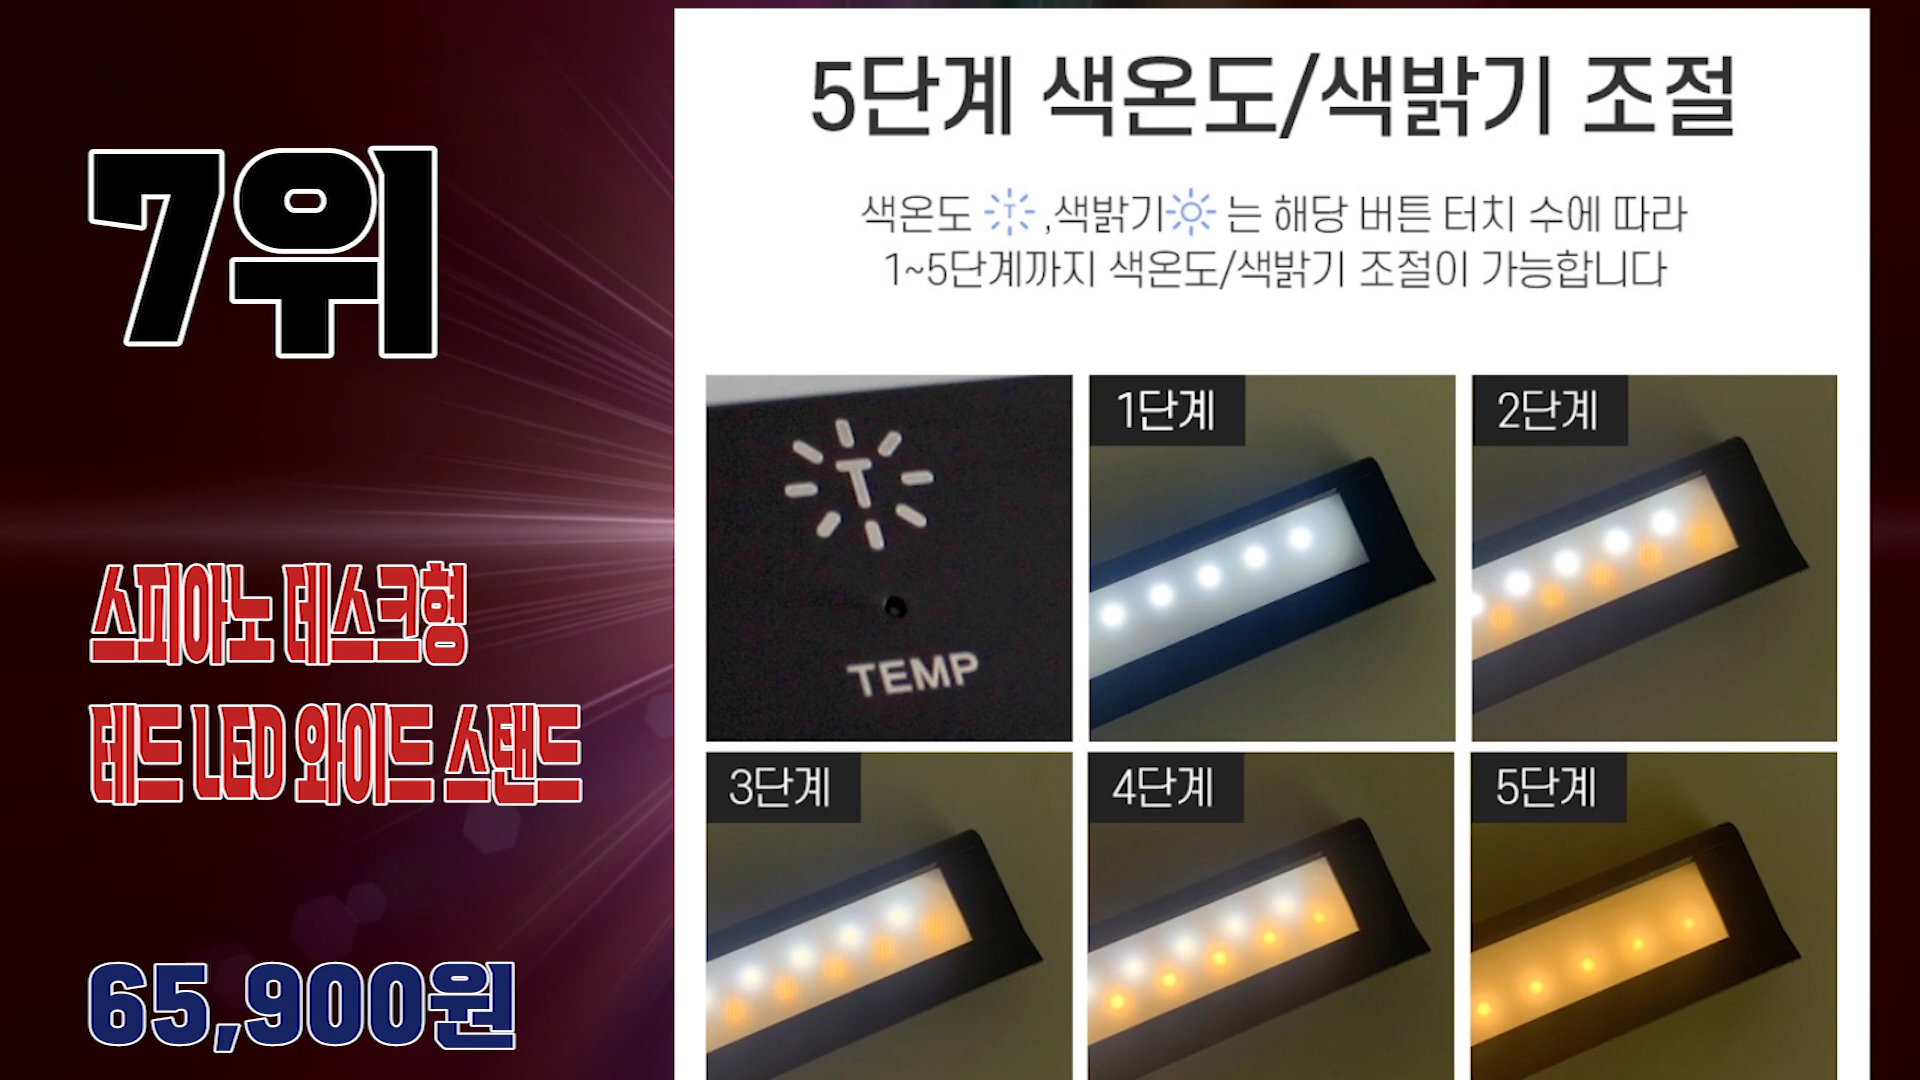 7위
스피아노 데스크형
테드 LED 와이드 스탠드
65,900원
5단계 색온도/색밝기 조절
색온도 T ,색밝기 는 해당 버튼 터치 수에 따라
1~5단계까지 색온도/색밝기 조절이 가능합니다
T
TEMP
1단계
2단계
3단계
4단계
5단계